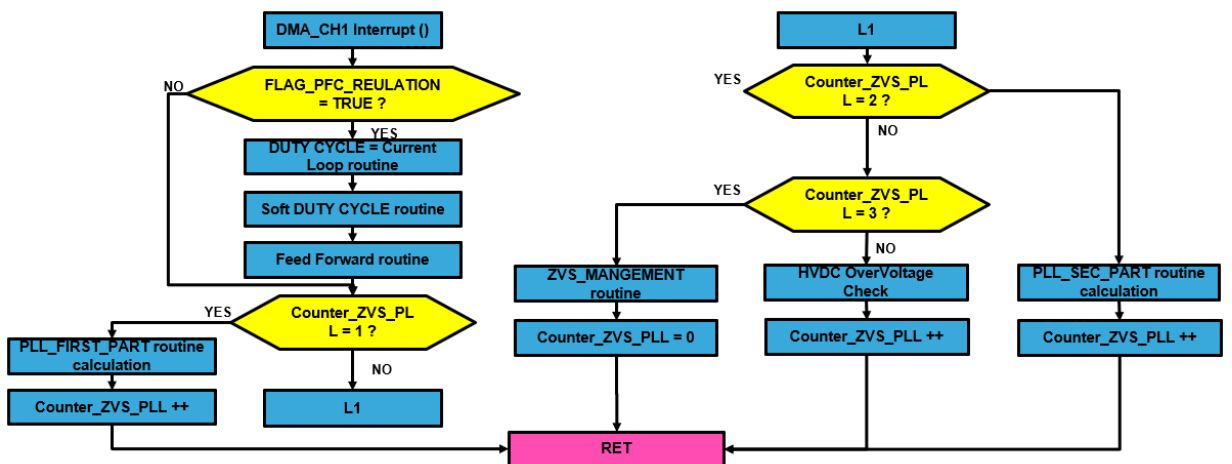 DMA_CH1 Interrupt ()
FLAG_PFC_REULATION
= TRUE ?
NO
YES
DUTY CYCLE = Current
Loop routine
Soft DUTY CYCLE routine
Feed Forward routine
Counter_ZVS_PL
L = 1 ?
YES
PLL_FIRST_PART routine
calculation
Counter_ZVS_PLL ++
NO
L1
L1
Counter_ZVS_PL
L = 2 ?
YES
NO
Counter_ZVS_PL
L = 3 ?
YES
NO
ZVS_MANGEMENT
routine
Counter_ZVS_PLL = 0
HVDC OverVoltage
Check
Counter_ZVS_PLL ++
PLL_SEC_PART routine
calculation
Counter_ZVS_PLL ++
RET